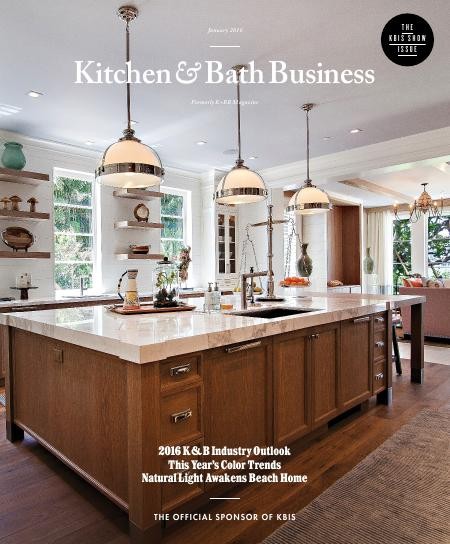 January 2016
THE
KBIS SHOW
ISSUE
Kitchen & Bath Business
Formerly K+BB Magazine
2016 K & B Industry Outlook
This Year's Color Trends
Natural Light Awakens Beach Home
THE OFFICIAL SPONSOR OF KBIS